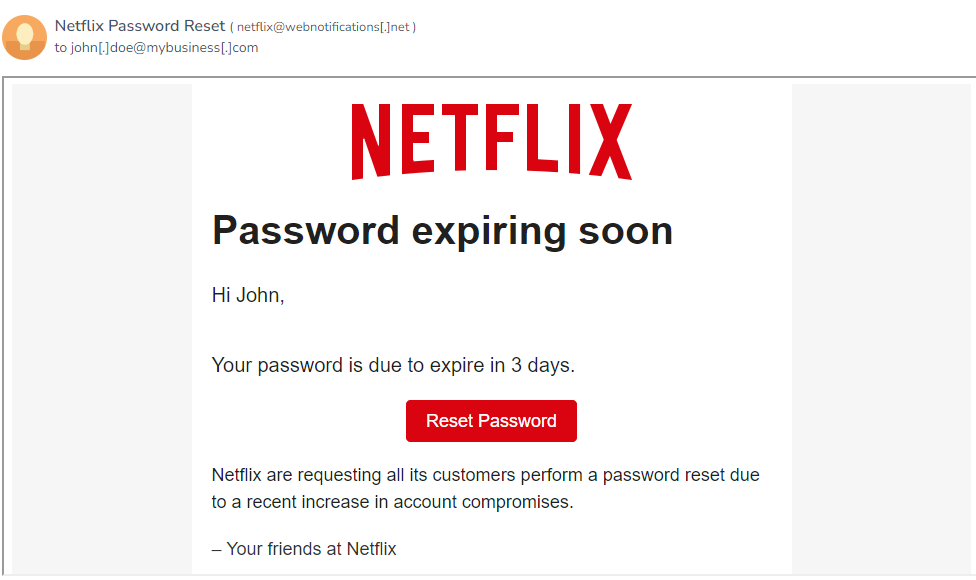 Netflix Password Reset ( netflix@webnotifications[.]net )
to john[.]doe@mybusiness[.]com
NETFLIX
Password expiring soon
Hi John,
Your password is due to expire in 3 days.
Reset Password
Netflix are requesting all its customers perform a password reset due
to a recent increase in account compromises.
– Your friends at Netflix